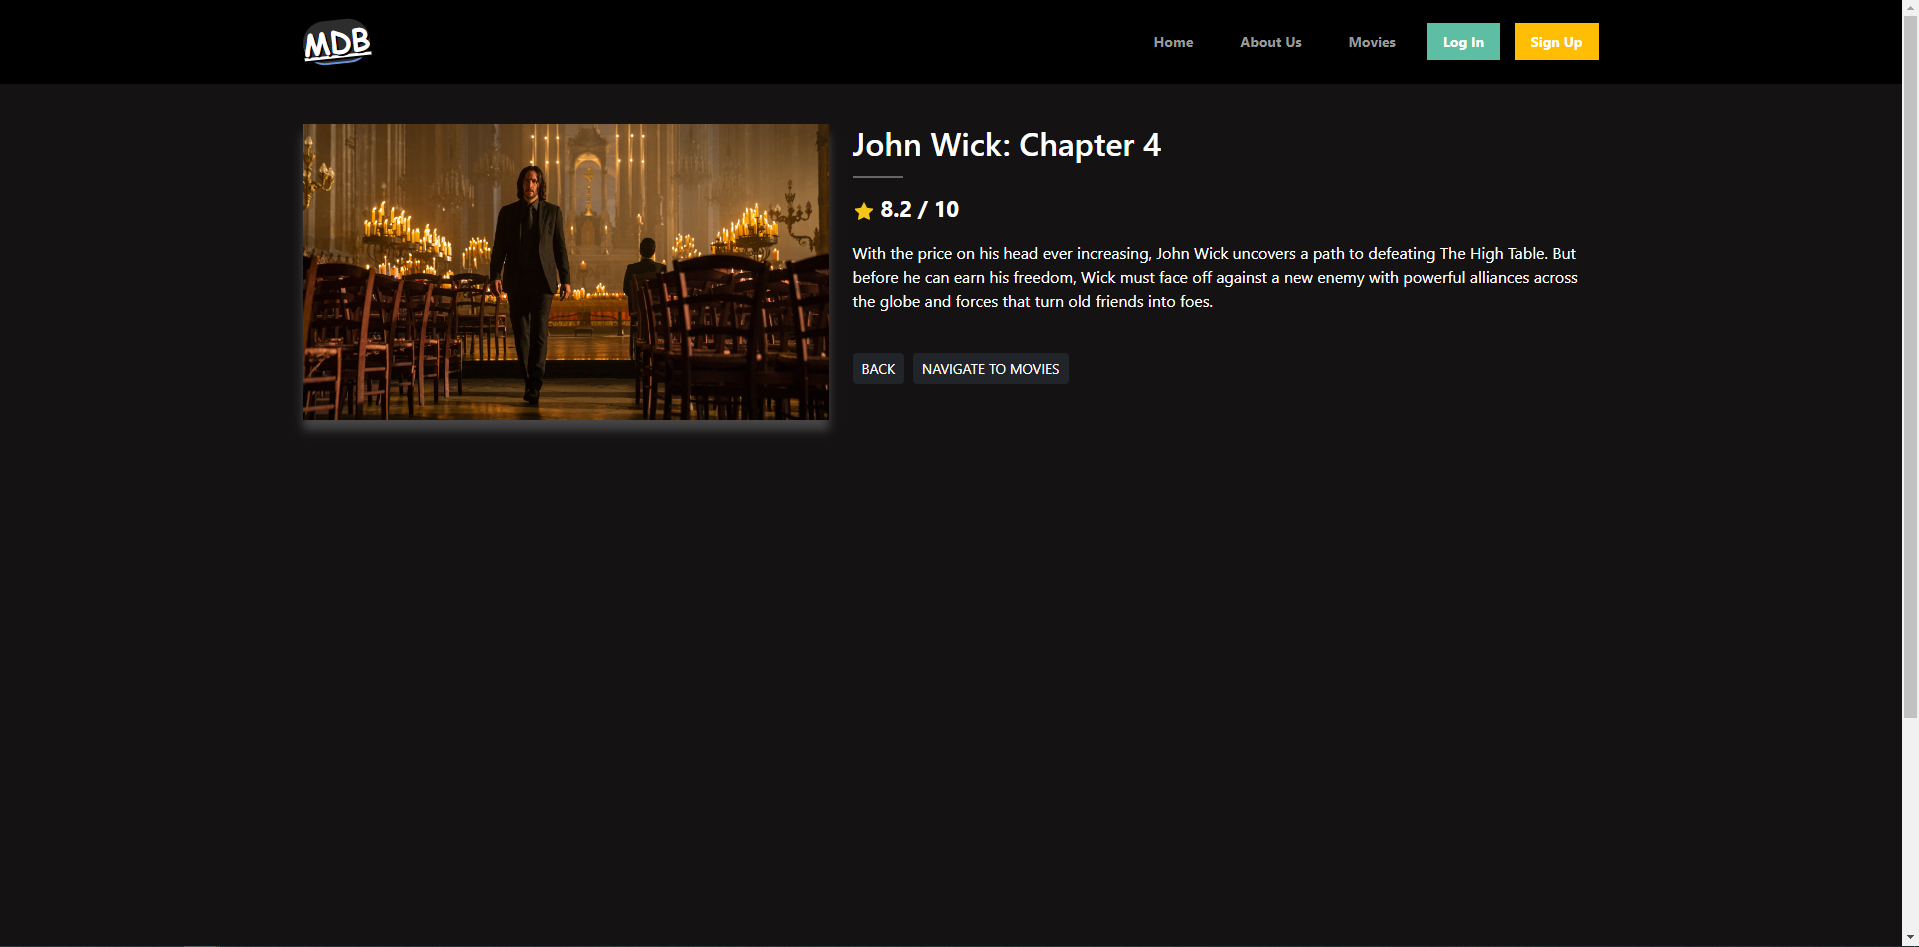 MDB
Home
About Us
Movies
Log In
Sign Up
John Wick: Chapter 4
8.2 / 10
With the price on his head ever increasing, John Wick uncovers a path to defeating The High Table. But
before he can earn his freedom, Wick must face off against a new enemy with powerful alliances across
the globe and forces that turn old friends into foes.
BACK
NAVIGATE TO MOVIES